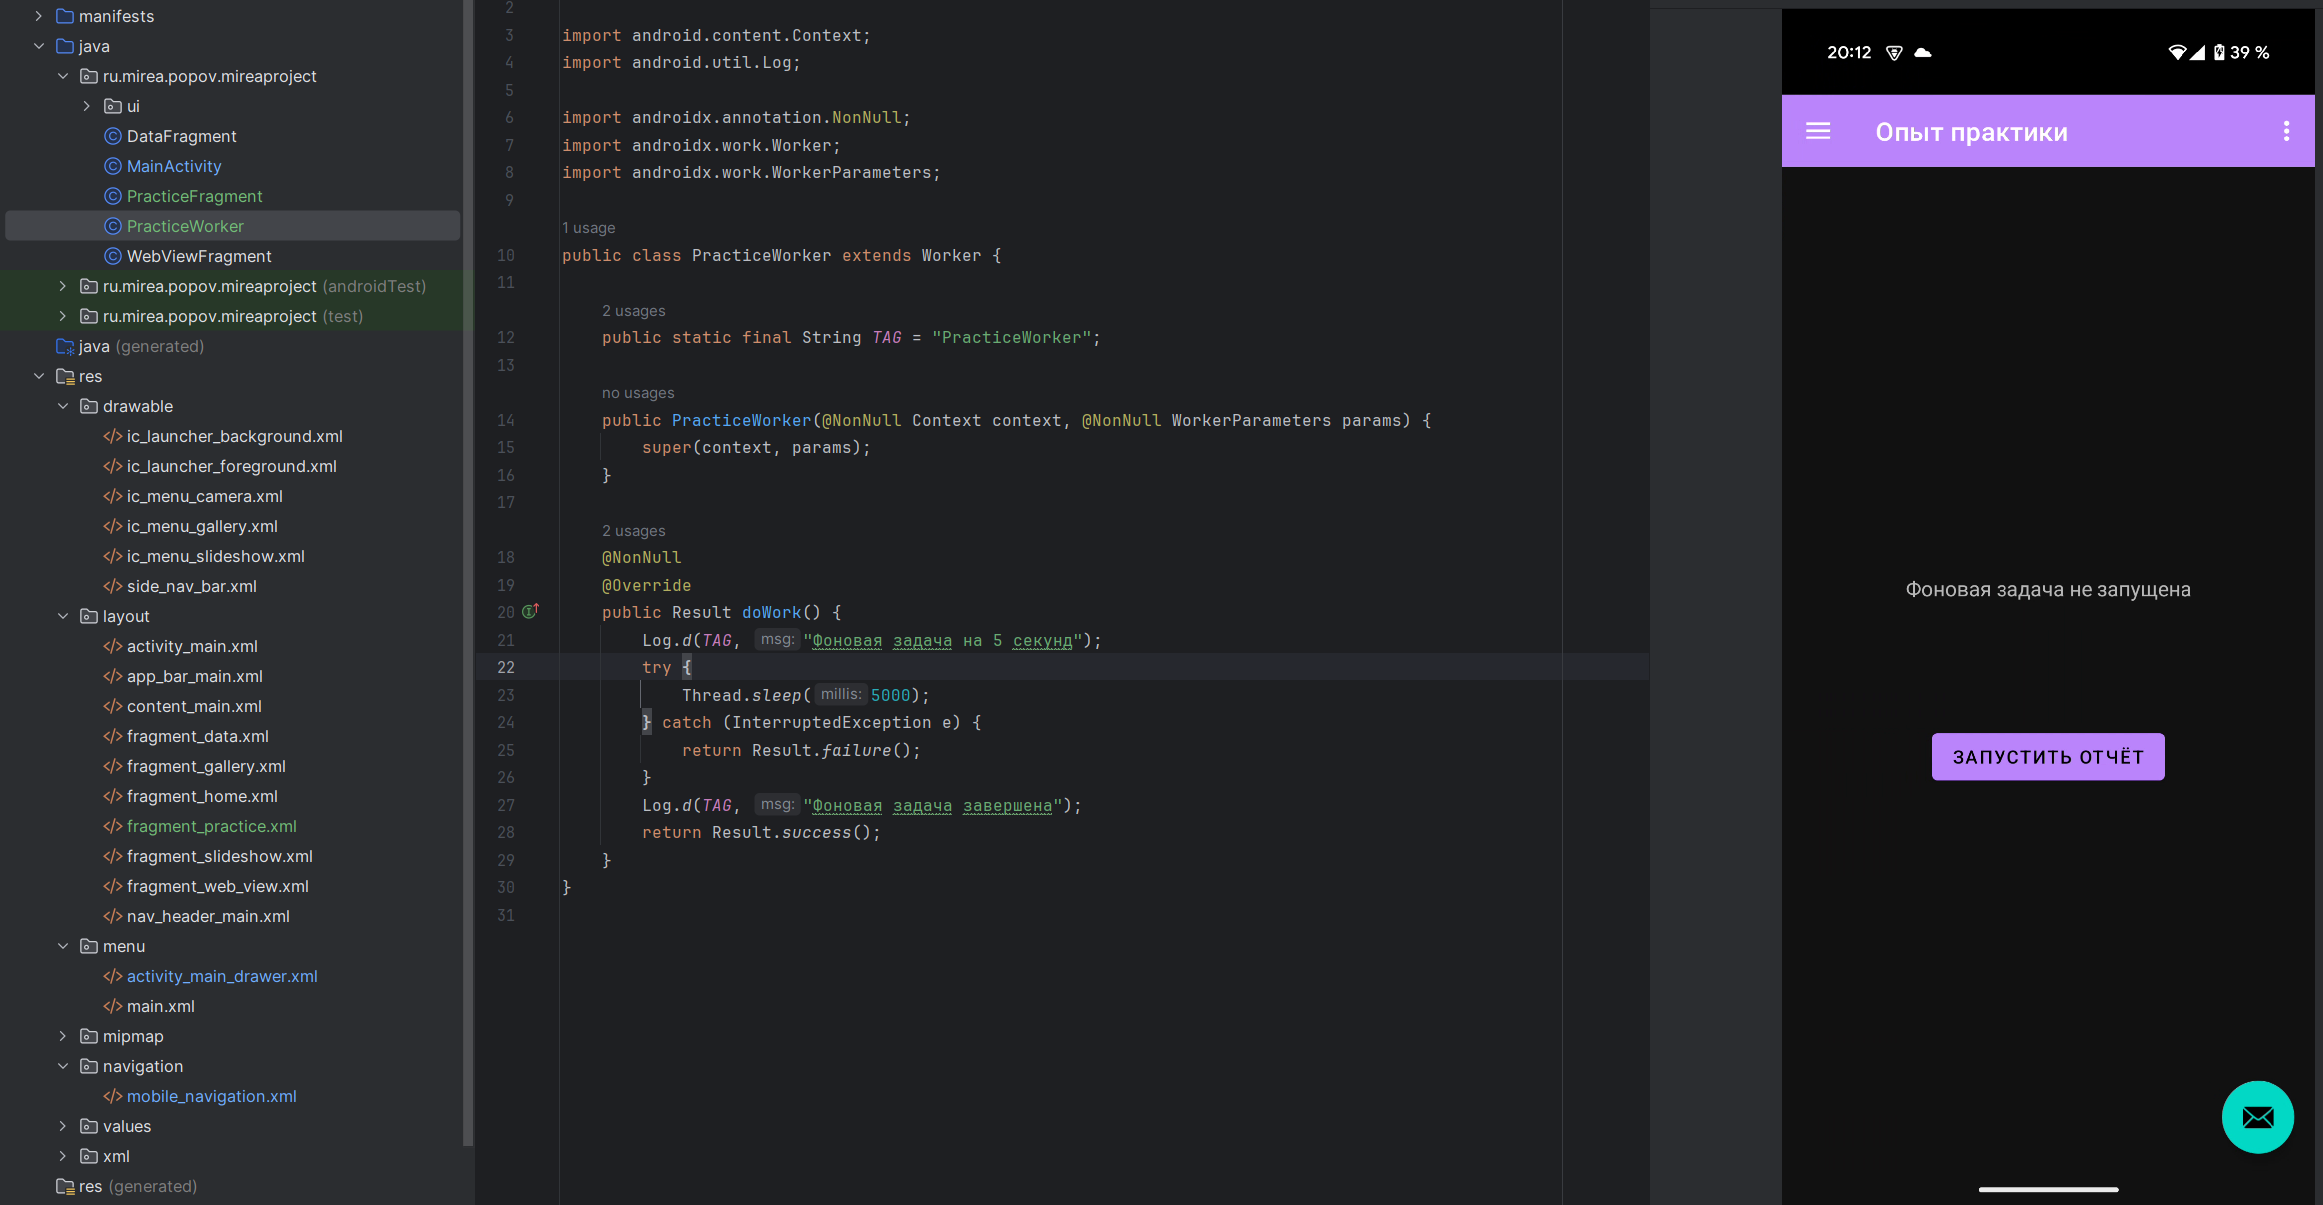 manifests
java
ru.mirea.popov.mireaproject
ui
DataFragment
MainActivity
PracticeFragment
PracticeWorker
WebViewFragment
ru.mirea.popov.mireaproject (androidTest)
ru.mirea.popov.mireaproject (test)
java (generated)
res
drawable
ic_launcher_background.xml
ic_launcher_foreground.xml
ic_menu_camera.xml
ic_menu_gallery.xml
ic_menu_slideshow.xml
side_nav_bar.xml
layout
activity_main.xml
app_bar_main.xml
content_main.xml
fragment_data.xml
fragment_gallery.xml
fragment_home.xml
fragment_practice.xml
fragment_slideshow.xml
fragment_web_view.xml
nav_header_main.xml
menu
activity_main_drawer.xml
main.xml
mipmap
navigation
mobile_navigation.xml
values
xml
res (generated)
2
3 import android.content.Context;
4 import android.util.Log;
5
6 import androidx.annotation.NonNull;
7 import androidx.work.Worker;
8 import androidx.work.WorkerParameters;
9
1 usage
10 public class PracticeWorker extends Worker {
11
2 usages
12 public static final String TAG = "PracticeWorker";
13
no usages
14 public PracticeWorker(@NonNull Context context, @NonNull WorkerParameters params) {
15 super(context, params);
16 }
17
2 usages
18 @NonNull
19 @Override
20 public Result doWork() {
21 Log.d(TAG, msg: "Фоновая задача на 5 секунд");
22 try {
23 Thread.sleep( millis: 5000);
24 } catch (InterruptedException e) {
25 return Result.failure();
26 }
27 Log.d(TAG, msg: "Фоновая задача завершена");
28 return Result.success();
29 }
30 }
31
20:12 39 %
Опыт практики
Фоновая задача не запущена
ЗАПУСТИТЬ ОТЧЁТ